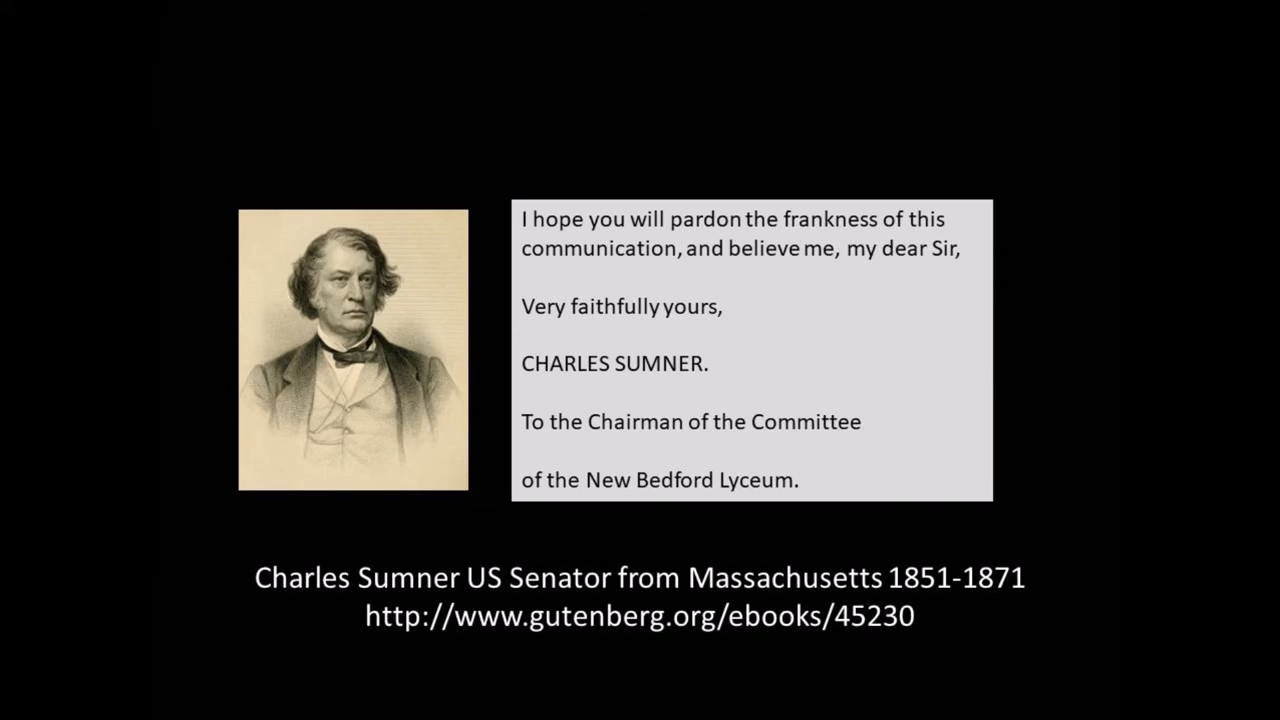 I hope you will pardon the frankness of this
communication, and believe me, my dear Sir,
Very faithfully yours,
CHARLES SUMNER.
To the Chairman of the Committee
of the New Bedford Lyceum.
Charles Sumner US Senator from Massachusetts 1851-1871
http://www.gutenberg.org/ebooks/45230